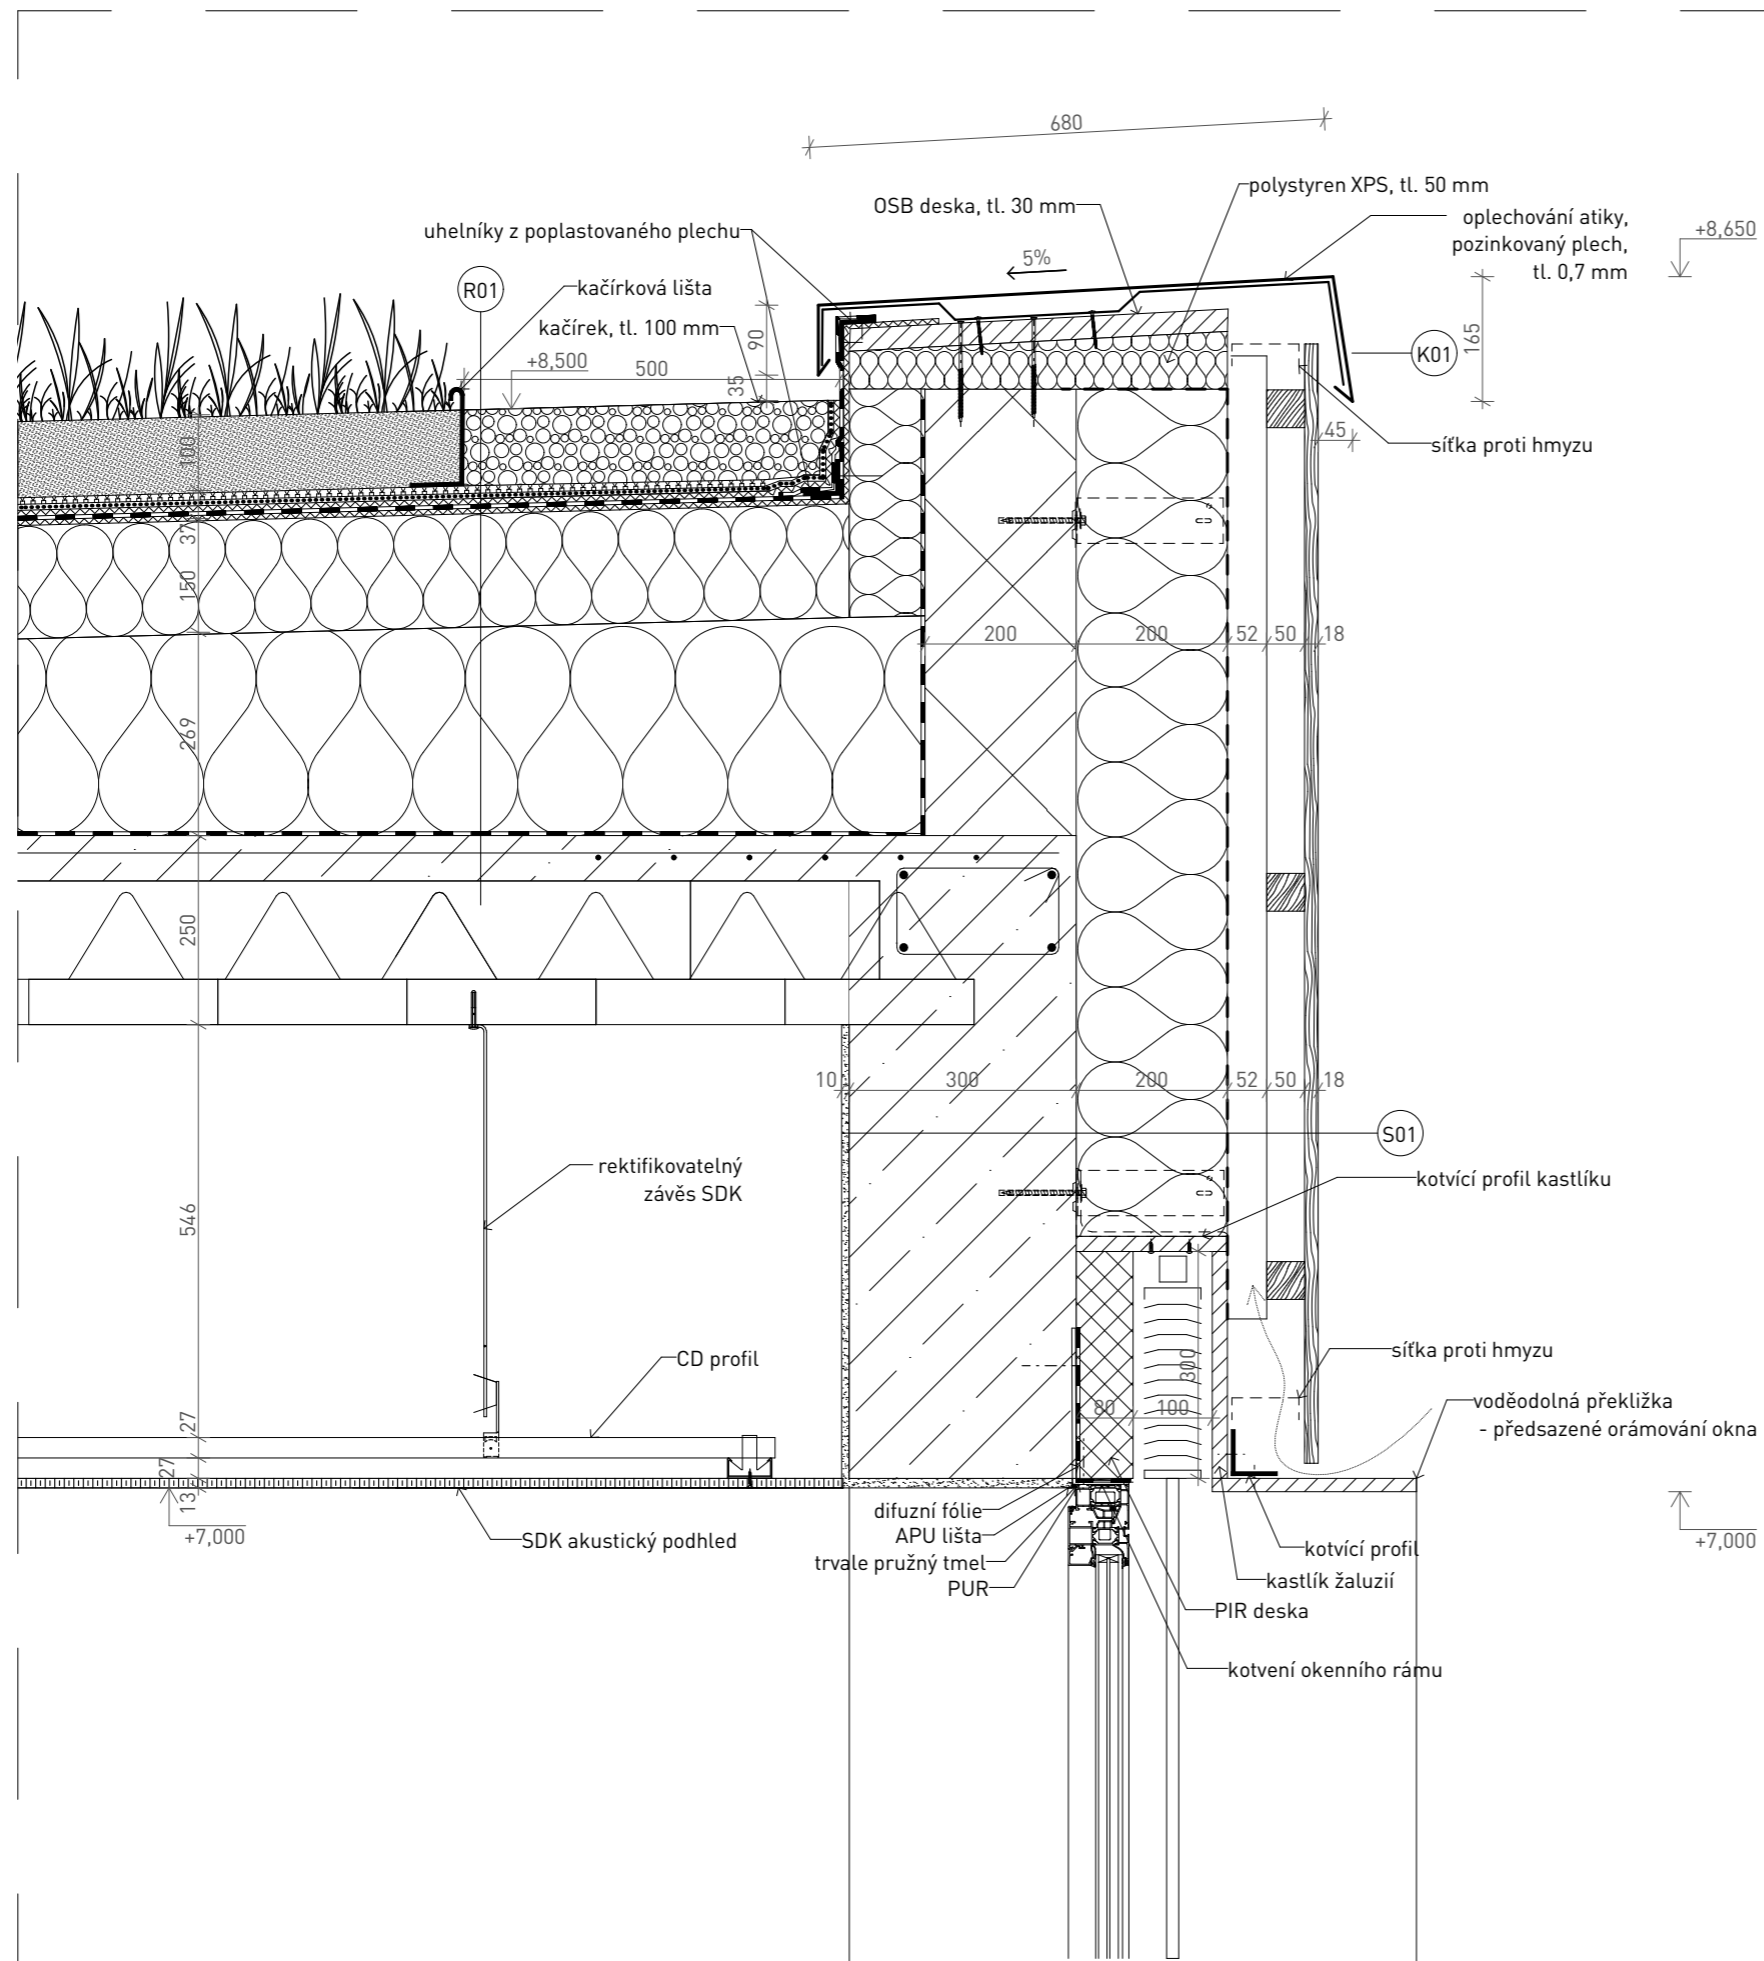 680
polystyren XPS, tl. 50 mm
OSB deska, tl. 30 mm
oplechování atiky,
pozinkovaný plech,
tl. 0,7 mm
+8,650
uhelníky z poplastovaného plechu
5%
R01
kačírková lišta
kačírek, tl. 100 mm
90
165
K01
+8,500
500
35
45
síťka proti hmyzu
100
37
150
200
200
52
50
18
269
250
10
300
200
52
50
18
S01
rektifikovatelný
závěs SDK
kotvící profil kastlíku
546
CD profil
síťka proti hmyzu
300
80
100
voděodolná překližka
- předsazené orámování okna
27
27
13
+7,000
SDK akustický podhled
difuzní fólie
APU lišta
trvale pružný tmel
PUR
kotvící profil
kastlík žaluzií
PIR deska
kotvení okenního rámu
+7,000